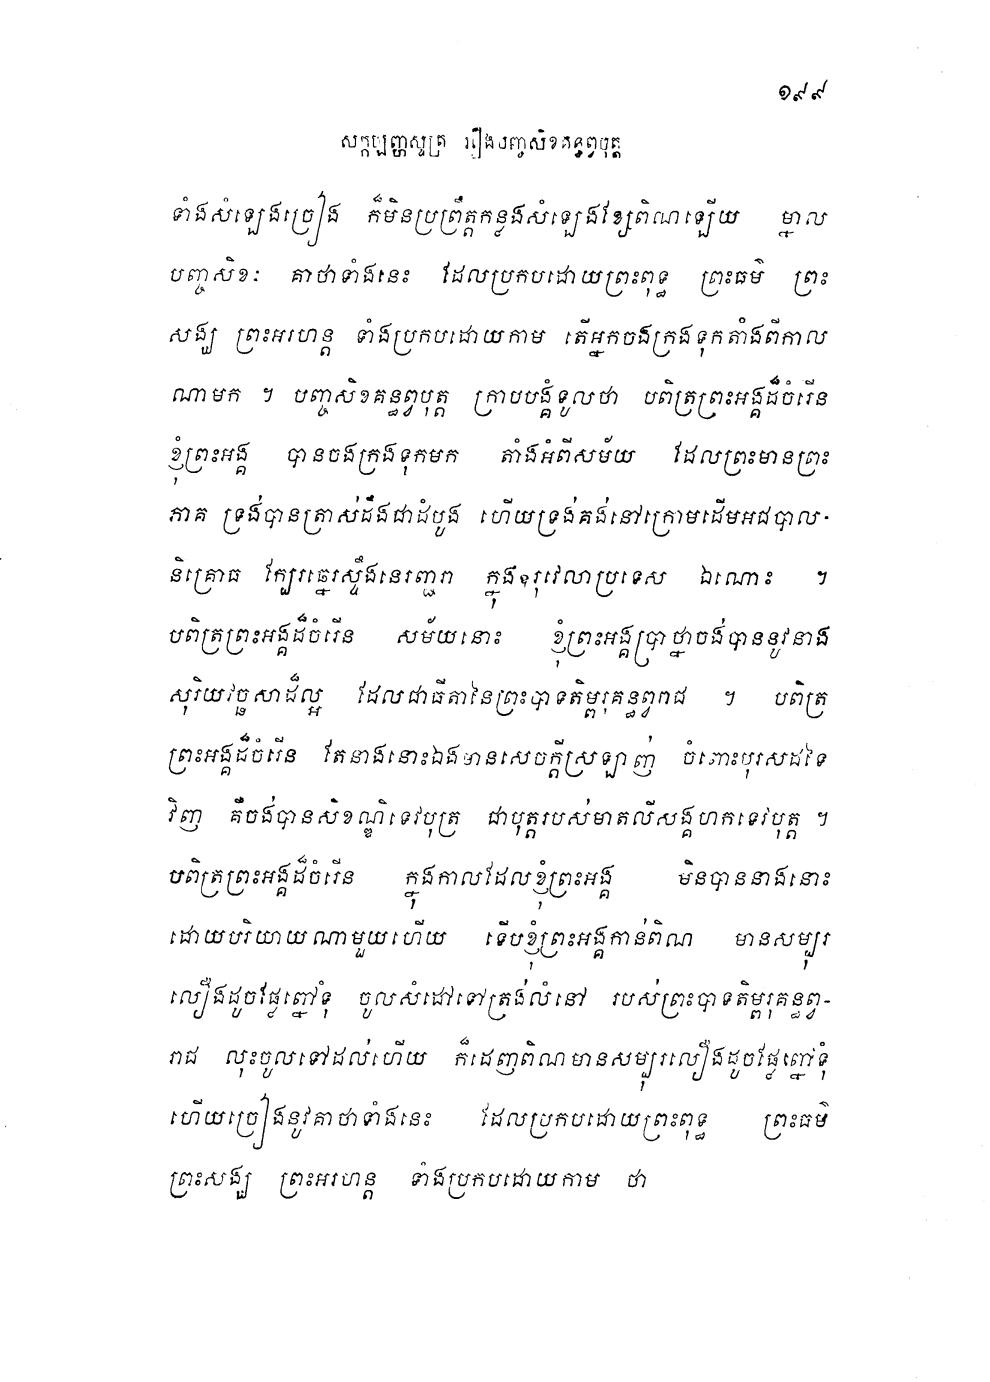 ១៩៩
សក្កប្បញ្ហសូត្រ រឿងបញ្ចសិខគន្ធព្វបុត្ត
ទាំងសំឡេងច្រៀង ក៏មិនប្រព្រឹត្តកន្លងសំឡេងខ្សែពិណឡើយ ម្នាល
បញ្ចសិខៈ គាថាទាំងនេះ ដែលប្រកបដោយព្រះពុទ្ធ ព្រះធម៌ ព្រះ
សង្ឃ ព្រះអរហន្ត ទាំងប្រកបដោយកាម តើអ្នកចងក្រងទុកតាំងពីកាល
ណាមក ។ បញ្ចសិខគន្ធព្វបុត្ត ក្រាបបង្គំទូលថា បពិត្រព្រះអង្គដ៏ចំរើន
ខ្ញុំព្រះអង្គ បានចងក្រងទុកមក តាំងអំពីសម័យ ដែលព្រះមានព្រះ
ភាគ ទ្រង់បានត្រាស់ដឹងជាដំបូង ហើយទ្រង់គង់នៅក្រោមដើមអជបាល-
និគ្រោធ ក្បែរឆ្នេរស្ទឹងនេរញ្ជរា ក្នុងឧរុវេលាប្រទេស ឯណោះ ។
បពិត្រព្រះអង្គដ៏ចំរើន សម័យនោះ ខ្ញុំព្រះអង្គប្រាថ្នាចង់បាននូវនាង
សុរិយវច្ឆសាដ៏ល្អ ដែលជាធីតានៃព្រះបាទតិម្ពរុគន្ធព្វរាជ ។ បពិត្រ
ព្រះអង្គដ៏ចំរើន តែនាងនោះឯងមានសេចក្តីស្រឡាញ់ ចំពោះបុរសដទៃ
វិញ គឺចង់បានសិខណ្ឌិទេវបុត្រ ជាបុត្តរបស់មាតលីសង្គហកទេវបុត្ត ។
បពិត្រព្រះអង្គដ៏ចំរើន ក្នុងកាលដែលខ្ញុំព្រះអង្គ មិនបាននាងនោះ
ដោយបរិយាយណាមួយហើយ ទើបខ្ញុំព្រះអង្គកាន់ពិណ មានសម្បុរ
លឿងដូចផ្លែព្នៅទុំ ចូលសំដៅទៅត្រង់លំនៅ របស់ព្រះបាទតិម្ពរុគន្ធព្វ-
រាជ លុះចូលទៅដល់ហើយ ក៏ដេញពិណមានសម្បុរលឿងដូចផ្លែព្នៅទុំ
ហើយច្រៀងនូវគាថាទាំងនេះ ដែលប្រកបដោយព្រះពុទ្ធ ព្រះធម៌
ព្រះសង្ឃ ព្រះអរហន្ត ទាំងប្រកបដោយកាម ថា